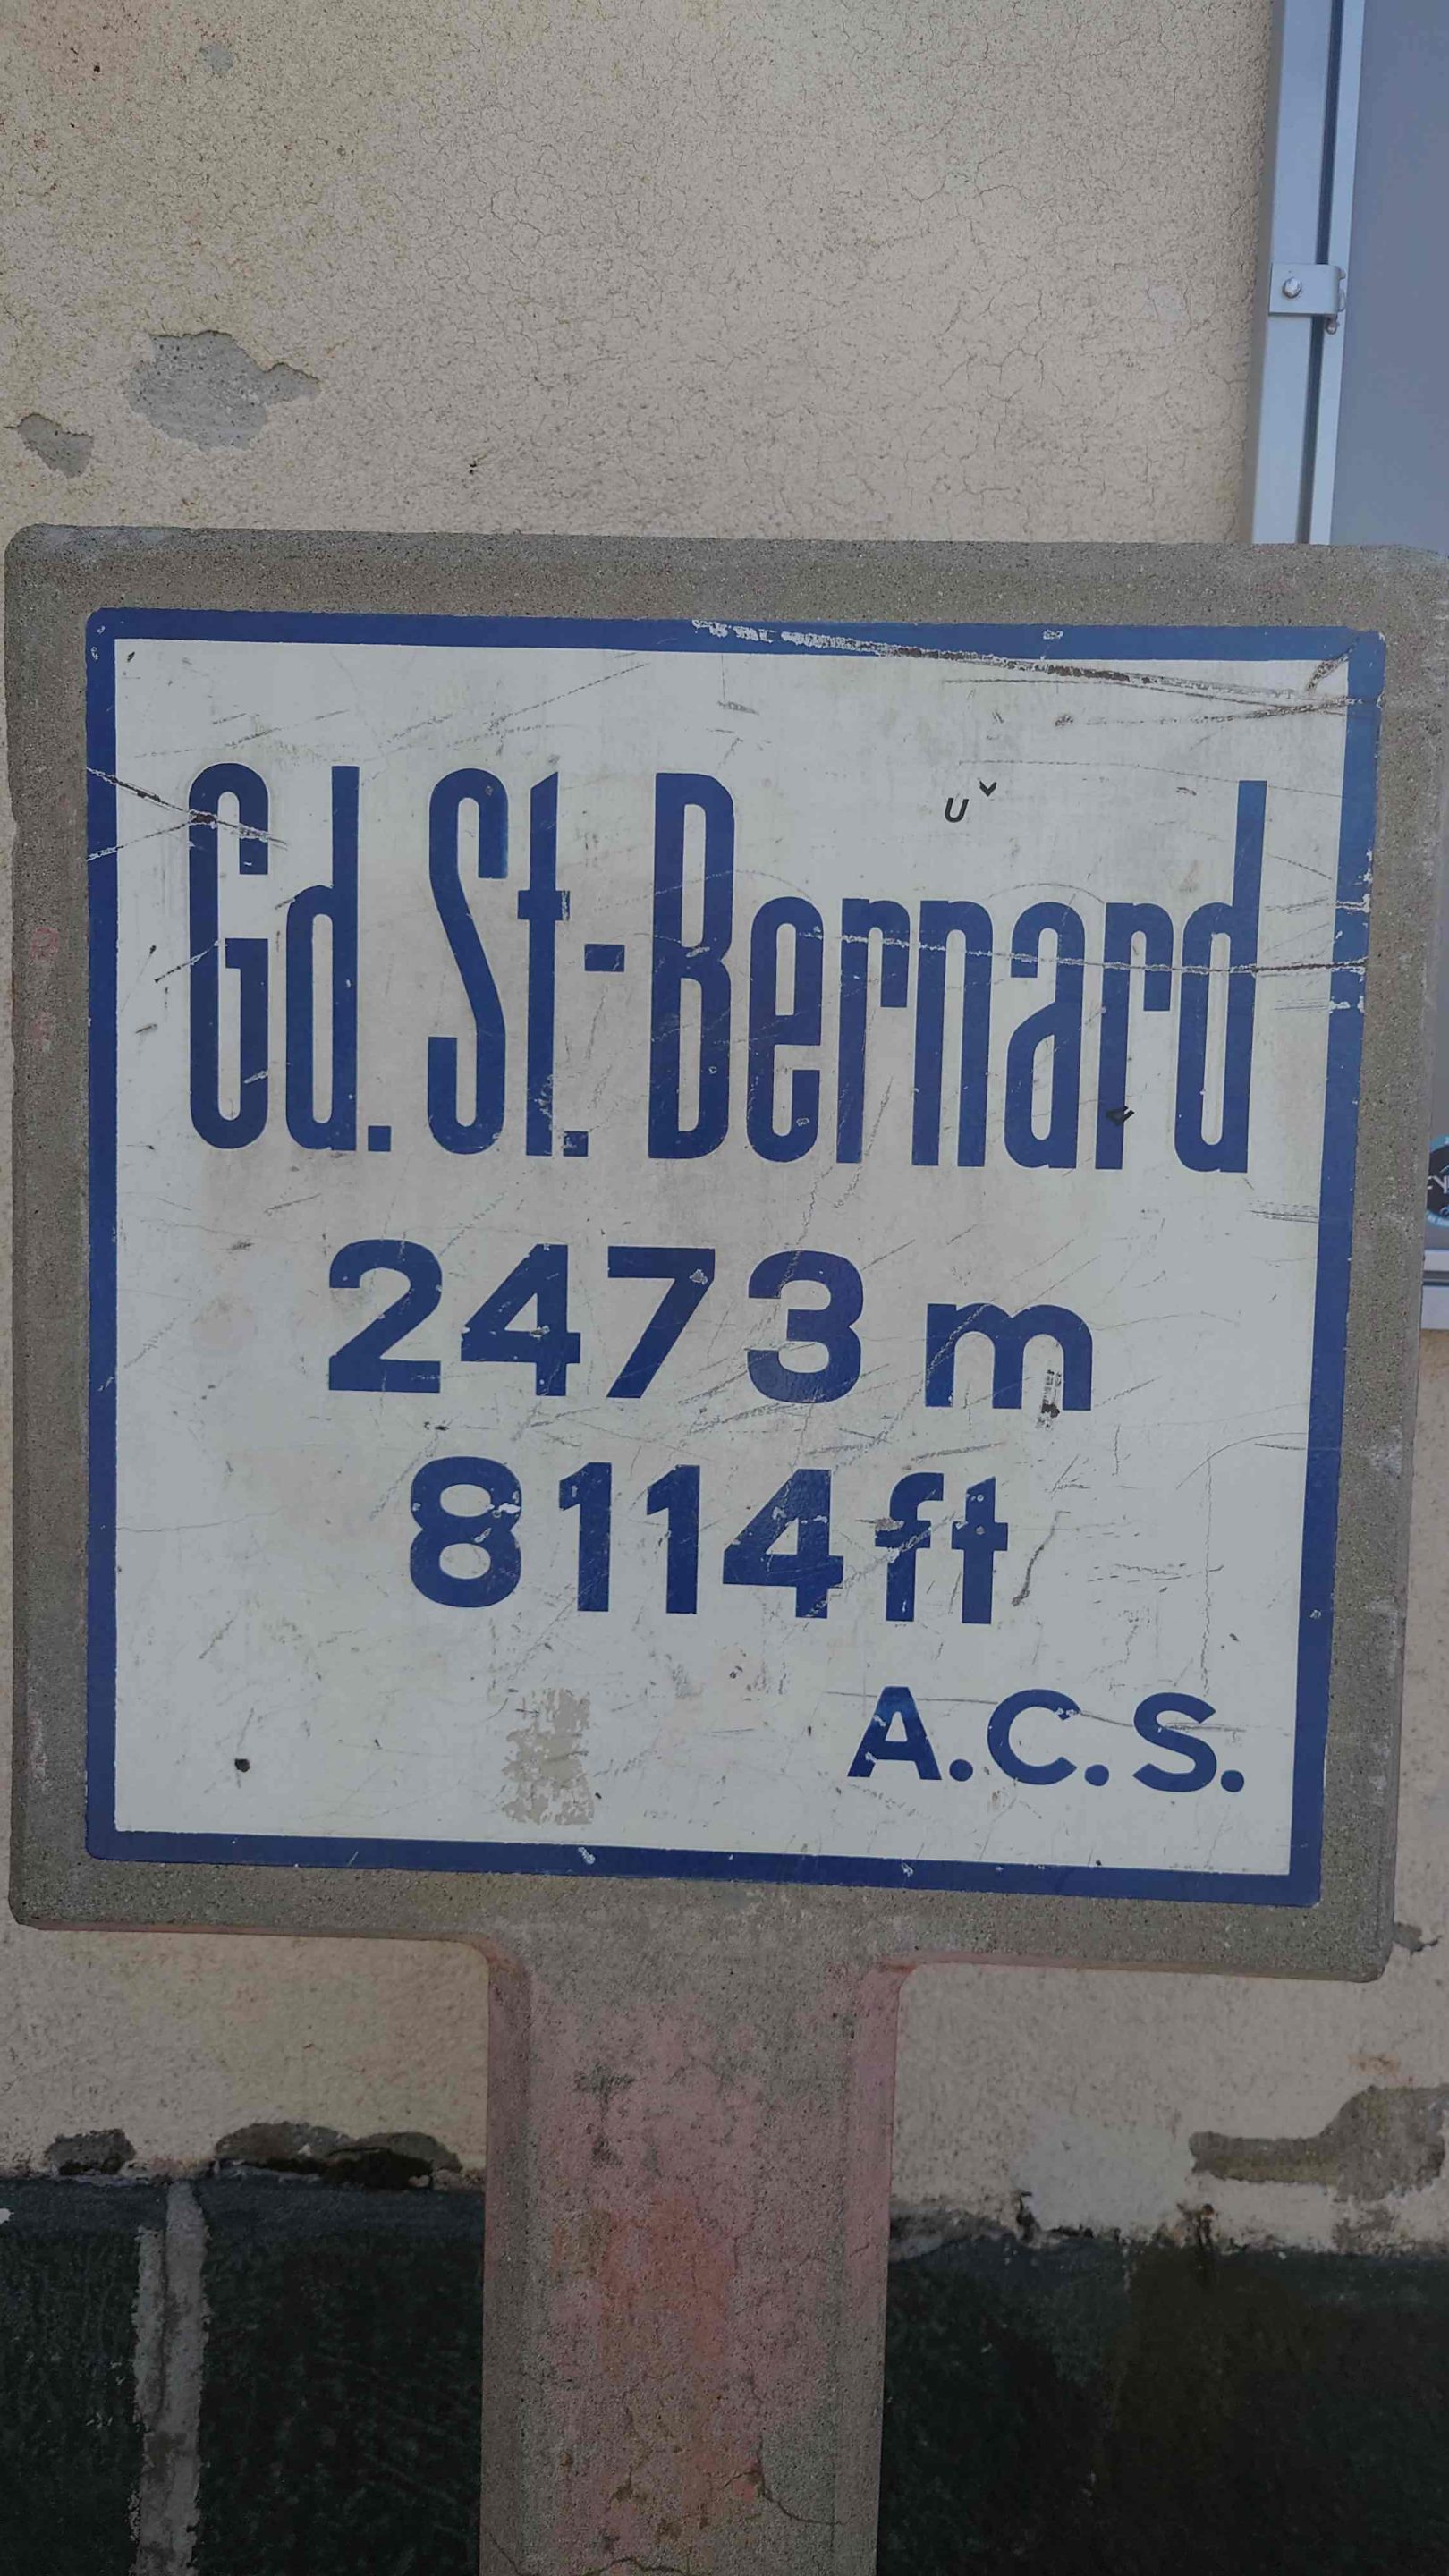 Gd. St.-Bernard
2473 m
8114 ft
A.C.S.